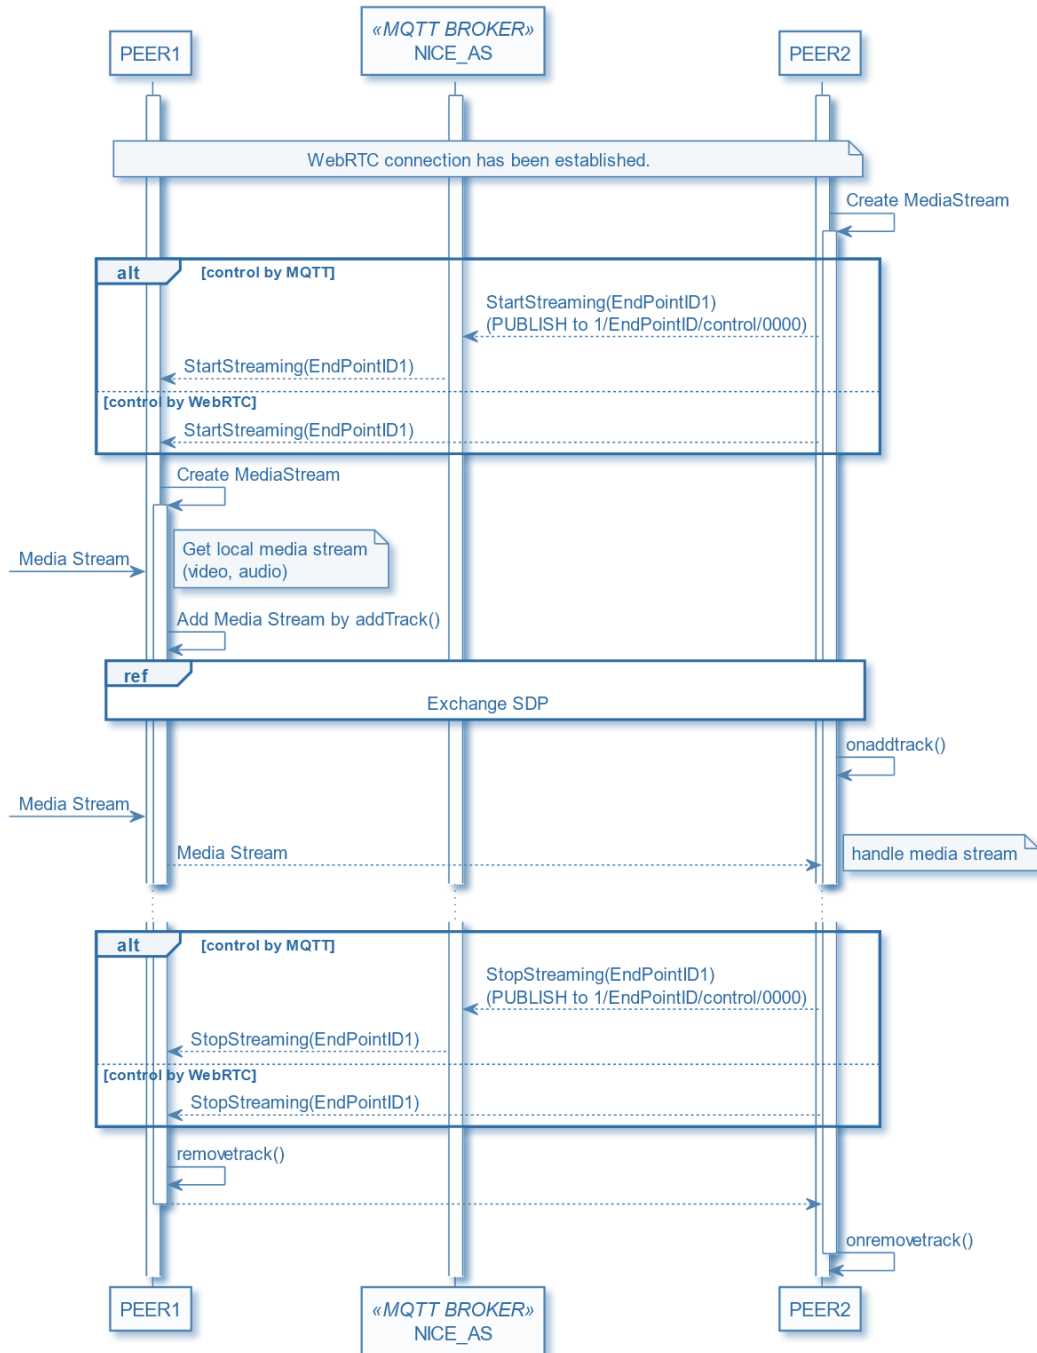 PEER1
«MQTT BROKER»
NICE_AS
PEER2
WebRTC connection has been established.
Create MediaStream
alt
[control by MQTT]
StartStreaming(EndPointID1)
(PUBLISH to 1/EndPointID/control/0000)
StartStreaming(EndPointID1)
[control by WebRTC]
StartStreaming(EndPointID1)
Create MediaStream
Get local media stream
(video, audio)
Media Stream
Add Media Stream by addTrack()
ref
Exchange SDP
onaddtrack()
Media Stream
Media Stream
handle media stream
alt
[control by MQTT]
StopStreaming(EndPointID1)
(PUBLISH to 1/EndPointID/control/0000)
StopStreaming(EndPointID1)
[control by WebRTC]
StopStreaming(EndPointID1)
removetrack()
onremovetrack()
PEER1
«MQTT BROKER»
NICE_AS
PEER2